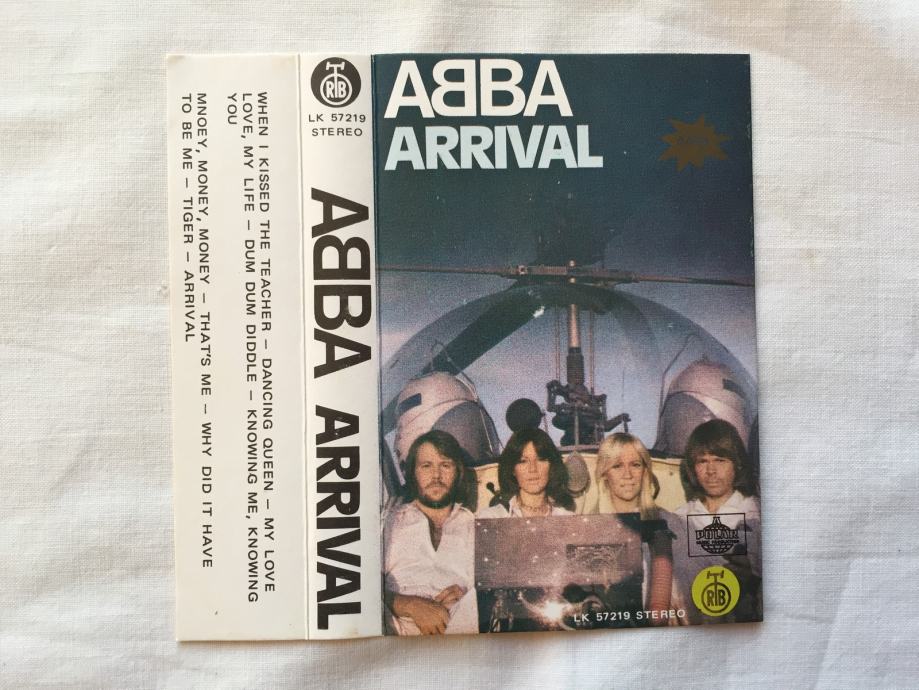 WHEN I KISSED THE TEACHER – DANCING QUEEN – MY LOVE
LOVE, MY LIFE – DUM DUM DIDDLE – KNOWING ME, KNOWING
YOU
MNOEY, MONEY, MONEY – THAT'S ME – WHY DID IT HAVE
TO BE ME – TIGER – ARRIVAL
RTB
LK 57219
STEREO
ABBA ARRIVAL
ABBA
ARRIVAL
POLAR
RTB
LK 57219 STEREO